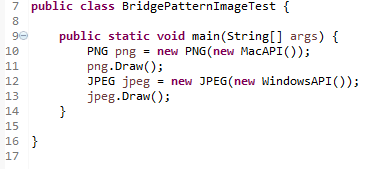 7 public class BridgePatternImageTest {
8
9 public static void main(String[] args) {
10 PNG png = new PNG(new MacAPI());
11 png.Draw();
12 JPEG jpeg = new JPEG(new WindowsAPI());
13 jpeg.Draw();
14 }
15
16 }
17